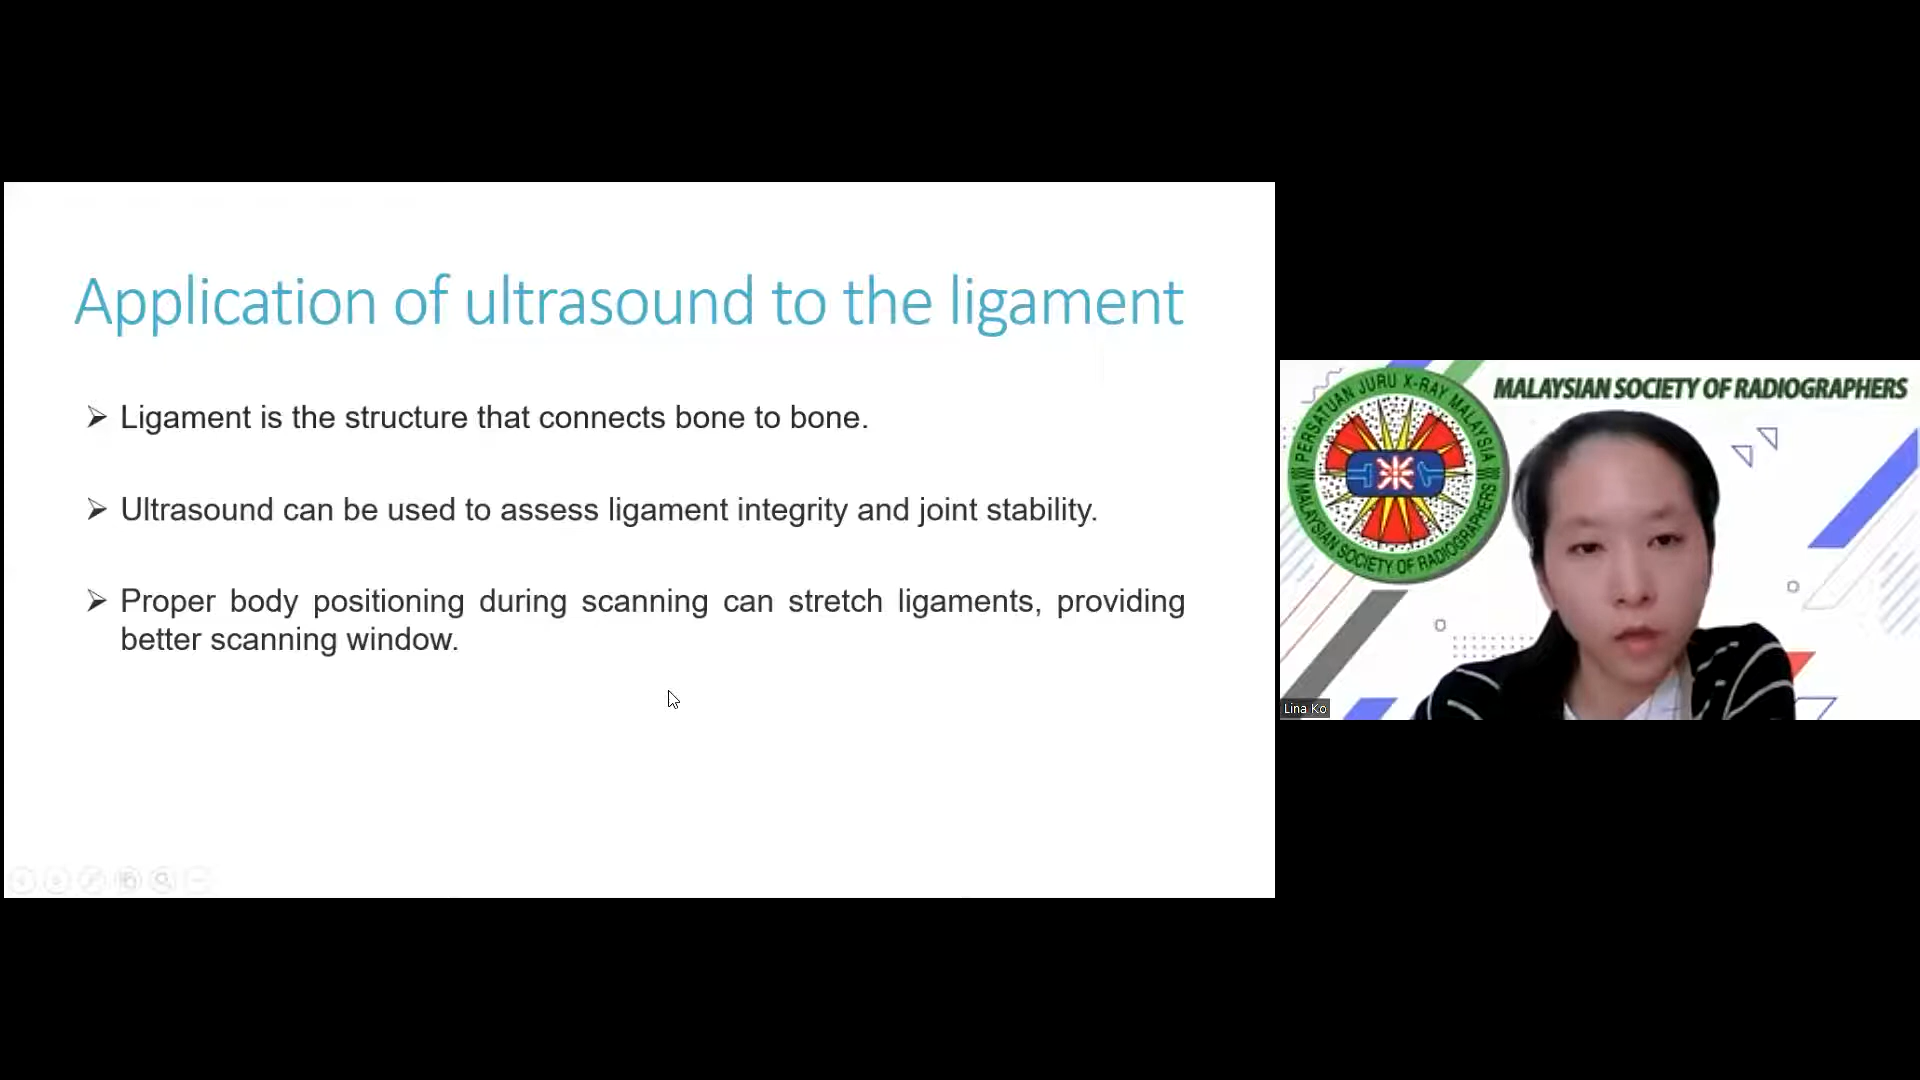 Application of ultrasound to the ligament
➢ Ligament is the structure that connects bone to bone.
➢ Ultrasound can be used to assess ligament integrity and joint stability.
➢ Proper body positioning during scanning can stretch ligaments, providing
better scanning window.
MALAYSIAN SOCIETY OF RADIOGRAPHERS
PERSATUAN JURU X-RAY MALAYSIA
MALAYSIAN SOCIETY OF RADIOGRAPHERS
Lina Ko